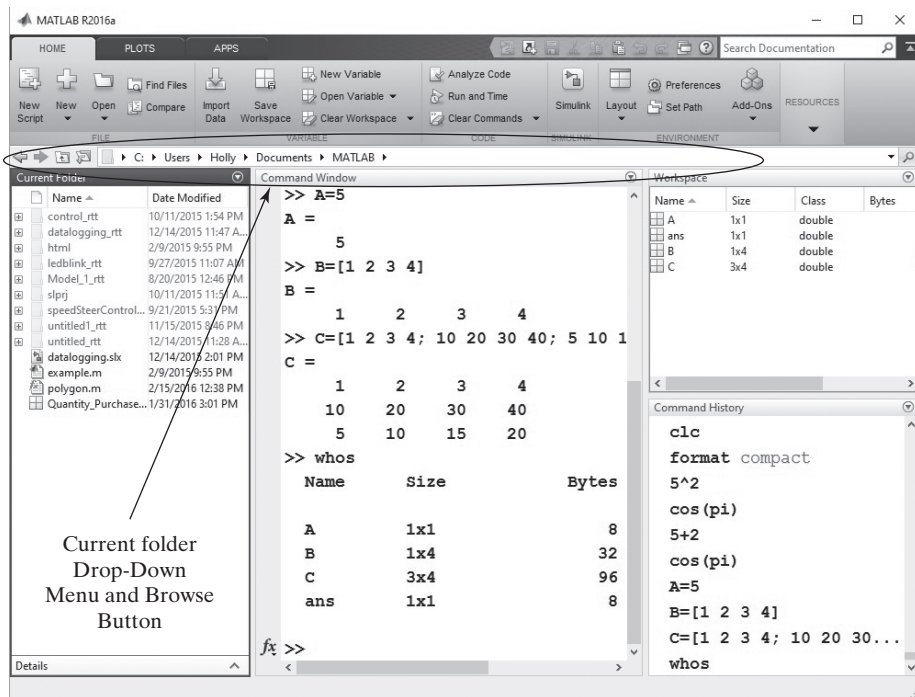 MATLAB R2016a
HOME PLOTS APPS
Search Documentation
New Script
New
Open
Find Files
Compare
Import Data
Save Workspace
New Variable
Open Variable
Clear Workspace
Analyze Code
Run and Time
Clear Commands
Simulink
Layout
Preferences
Set Path
Add-Ons
RESOURCES
FILE VARIABLE CODE SIMULINK ENVIRONMENT
C: Users Holly Documents MATLAB
Current Folder
Name Date Modified
control_rtt 10/11/2015 1:54 PM
datalogging_rtt 12/14/2015 11:47 A...
html 2/9/2015 9:55 PM
ledblink_rtt 9/27/2015 11:07 AM
Model_1_rtt 8/20/2015 12:46 PM
slprj 10/11/2015 11:51 A...
speedSteerControl... 9/21/2015 5:31 PM
untitled1_rtt 11/15/2015 8:46 PM
untitled_rtt 12/14/2015 11:28 A...
datalogging.slx 12/14/2015 2:01 PM
example.m 2/9/2015 9:55 PM
polygon.m 2/15/2016 12:38 PM
Quantity_Purchase... 1/31/2016 3:01 PM
Current folder
Drop-Down
Menu and Browse
Button
Details
Command Window
>> A=5
A =
5
>> B=[1 2 3 4]
B =
1 2 3 4
>> C=[1 2 3 4; 10 20 30 40; 5 10 1
C =
1 2 3 4
10 20 30 40
5 10 15 20
>> whos
Name Size Bytes
A 1x1 8
B 1x4 32
C 3x4 96
ans 1x1 8
fx >>
Workspace
Name Size Class Bytes
A 1x1 double
ans 1x1 double
B 1x4 double
C 3x4 double
Command History
clc
format compact
5^2
cos(pi)
5+2
cos(pi)
A=5
B=[1 2 3 4]
C=[1 2 3 4; 10 20 30...
whos